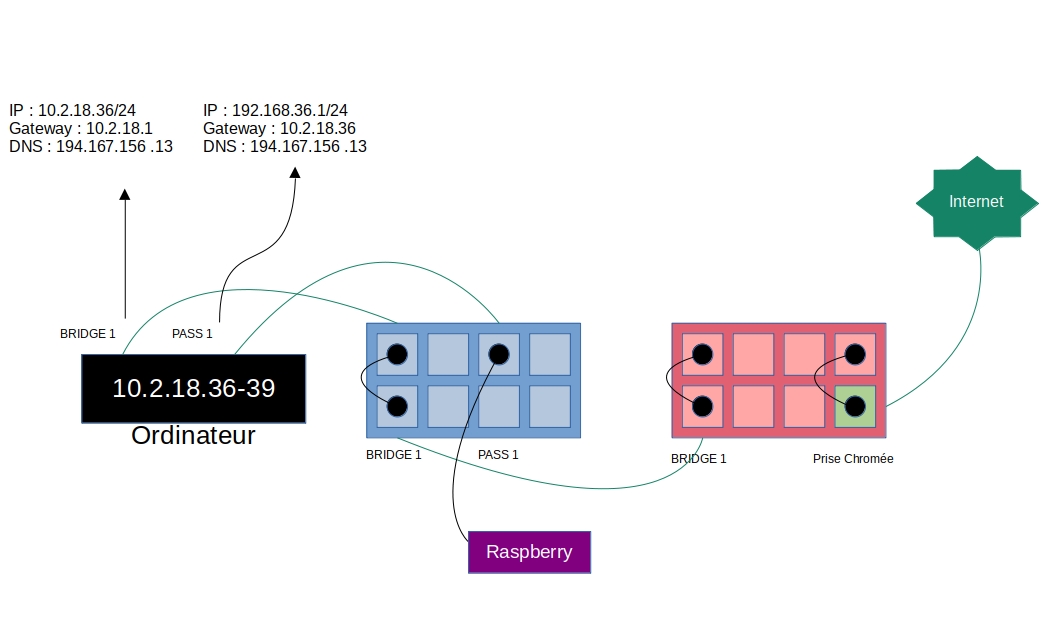 IP : 10.2.18.36/24
Gateway : 10.2.18.1
DNS : 194.167.156 .13
IP : 192.168.36.1/24
Gateway : 10.2.18.36
DNS : 194.167.156 .13
Internet
BRIDGE 1
PASS 1
10.2.18.36-39
Ordinateur
BRIDGE 1
PASS 1
BRIDGE 1
Prise Chromée
Raspberry